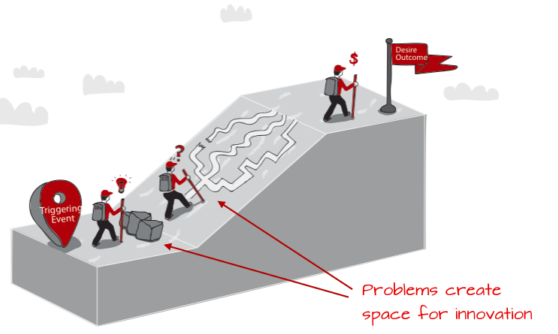 Desire
Outcome
$
?
Triggering
Event
Problems create
space for innovation